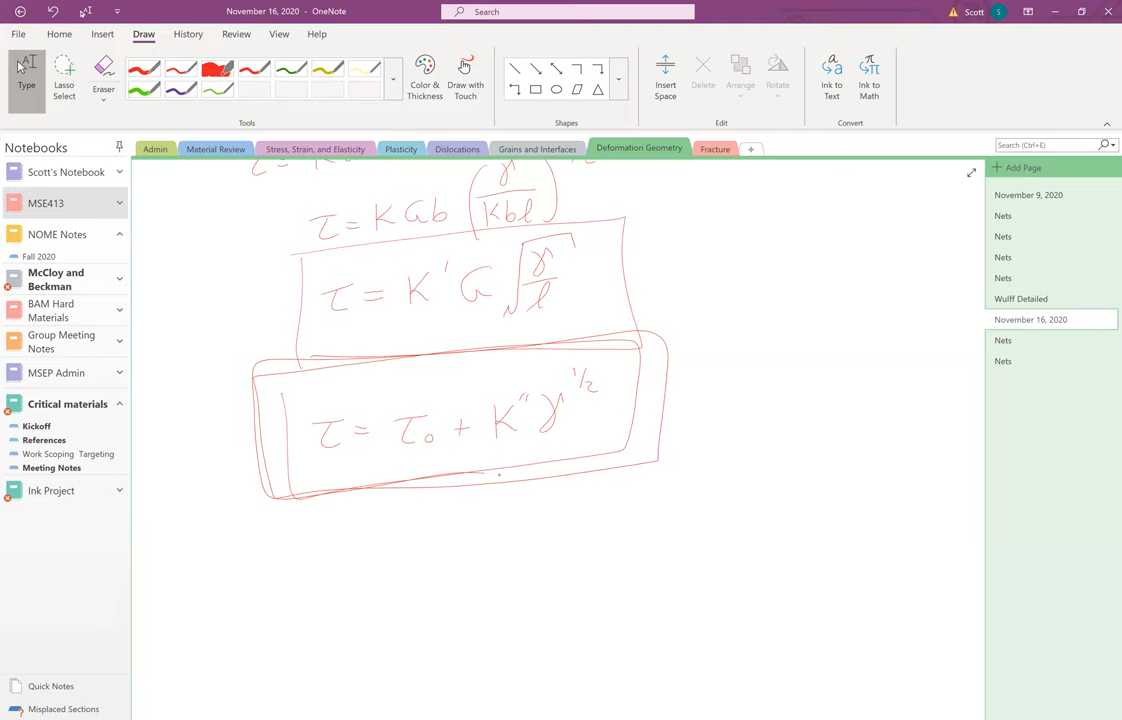 November 16, 2020 - OneNote
Search
Scott
S
File
Home
Insert
Draw
History
Review
View
Help
Type
Lasso
Select
Eraser
Color &
Thickness
Draw with
Touch
Insert
Space
Delete
Arrange
Rotate
Ink to
Text
Ink to
Math
Tools
Shapes
Edit
Convert
Notebooks
Admin
Material Review
Stress, Strain, and Elasticity
Plasticity
Dislocations
Grains and Interfaces
Deformation Geometry
Fracture
Search (Ctrl+E)
Scott's Notebook
MSE413
NOME Notes
Fall 2020
McCloy and
Beckman
BAM Hard
Materials
Group Meeting
Notes
MSEP Admin
Critical materials
Kickoff
References
Work Scoping Targeting
Meeting Notes
Ink Project
Quick Notes
Misplaced Sections
τ = K G b (γ / K b l)
τ = K' G √(γ / l)
τ = τ₀ + K'' γ^1/2
Add Page
November 9, 2020
Nets
Nets
Nets
Nets
Wulff Detailed
November 16, 2020
Nets
Nets